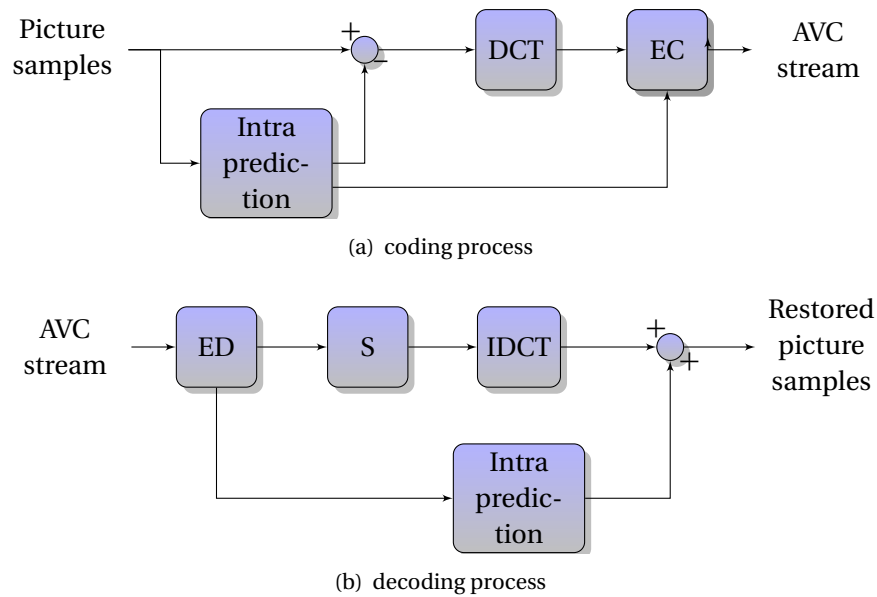 Picture
samples
+
−
DCT
EC
AVC
stream
Intra
predic-
tion
(a) coding process
AVC
stream
ED
S
IDCT
+
+
Restored
picture
samples
Intra
predic-
tion
(b) decoding process